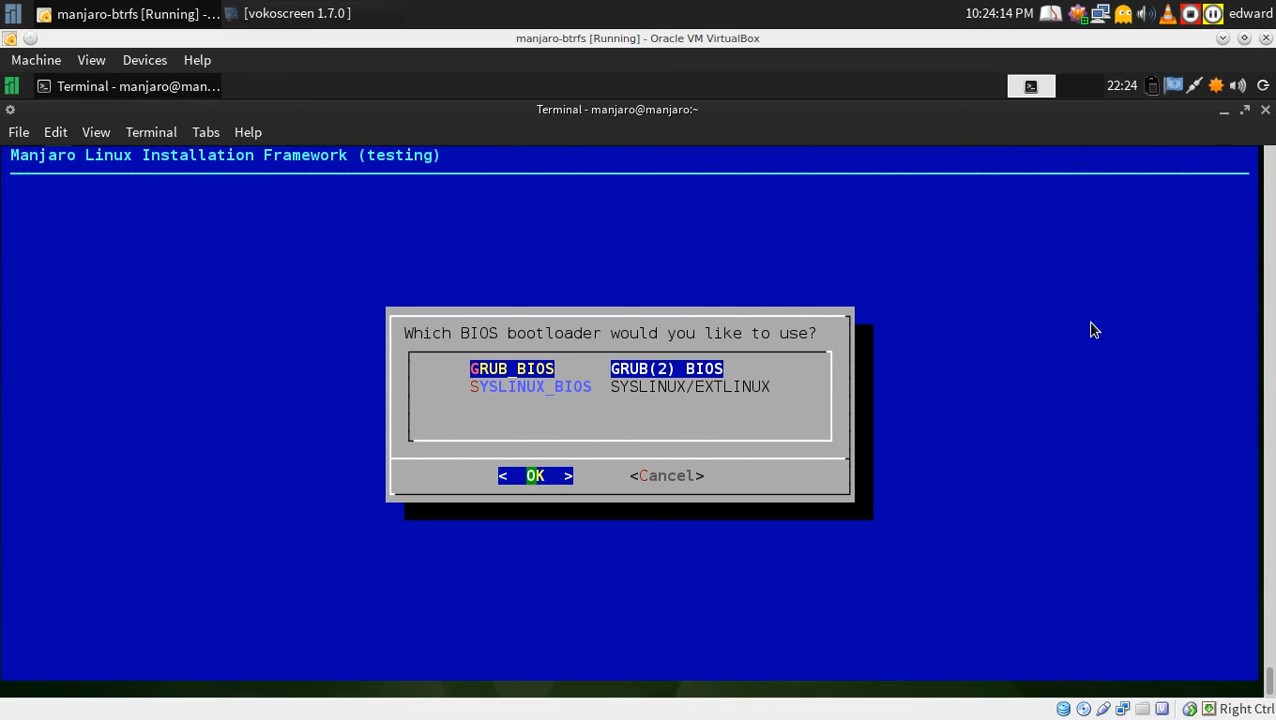 manjaro-btrfs [Running] -... [vokoscreen 1.7.0 ] 10:24:14 PM edward
manjaro-btrfs [Running] - Oracle VM VirtualBox
Machine View Devices Help
Terminal - manjaro@man... 22:24
Terminal - manjaro@manjaro:~
File Edit View Terminal Tabs Help
Manjaro Linux Installation Framework (testing)
Which BIOS bootloader would you like to use?
GRUB_BIOS GRUB(2) BIOS
SYSLINUX_BIOS SYSLINUX/EXTLINUX
< OK > <Cancel>
Right Ctrl